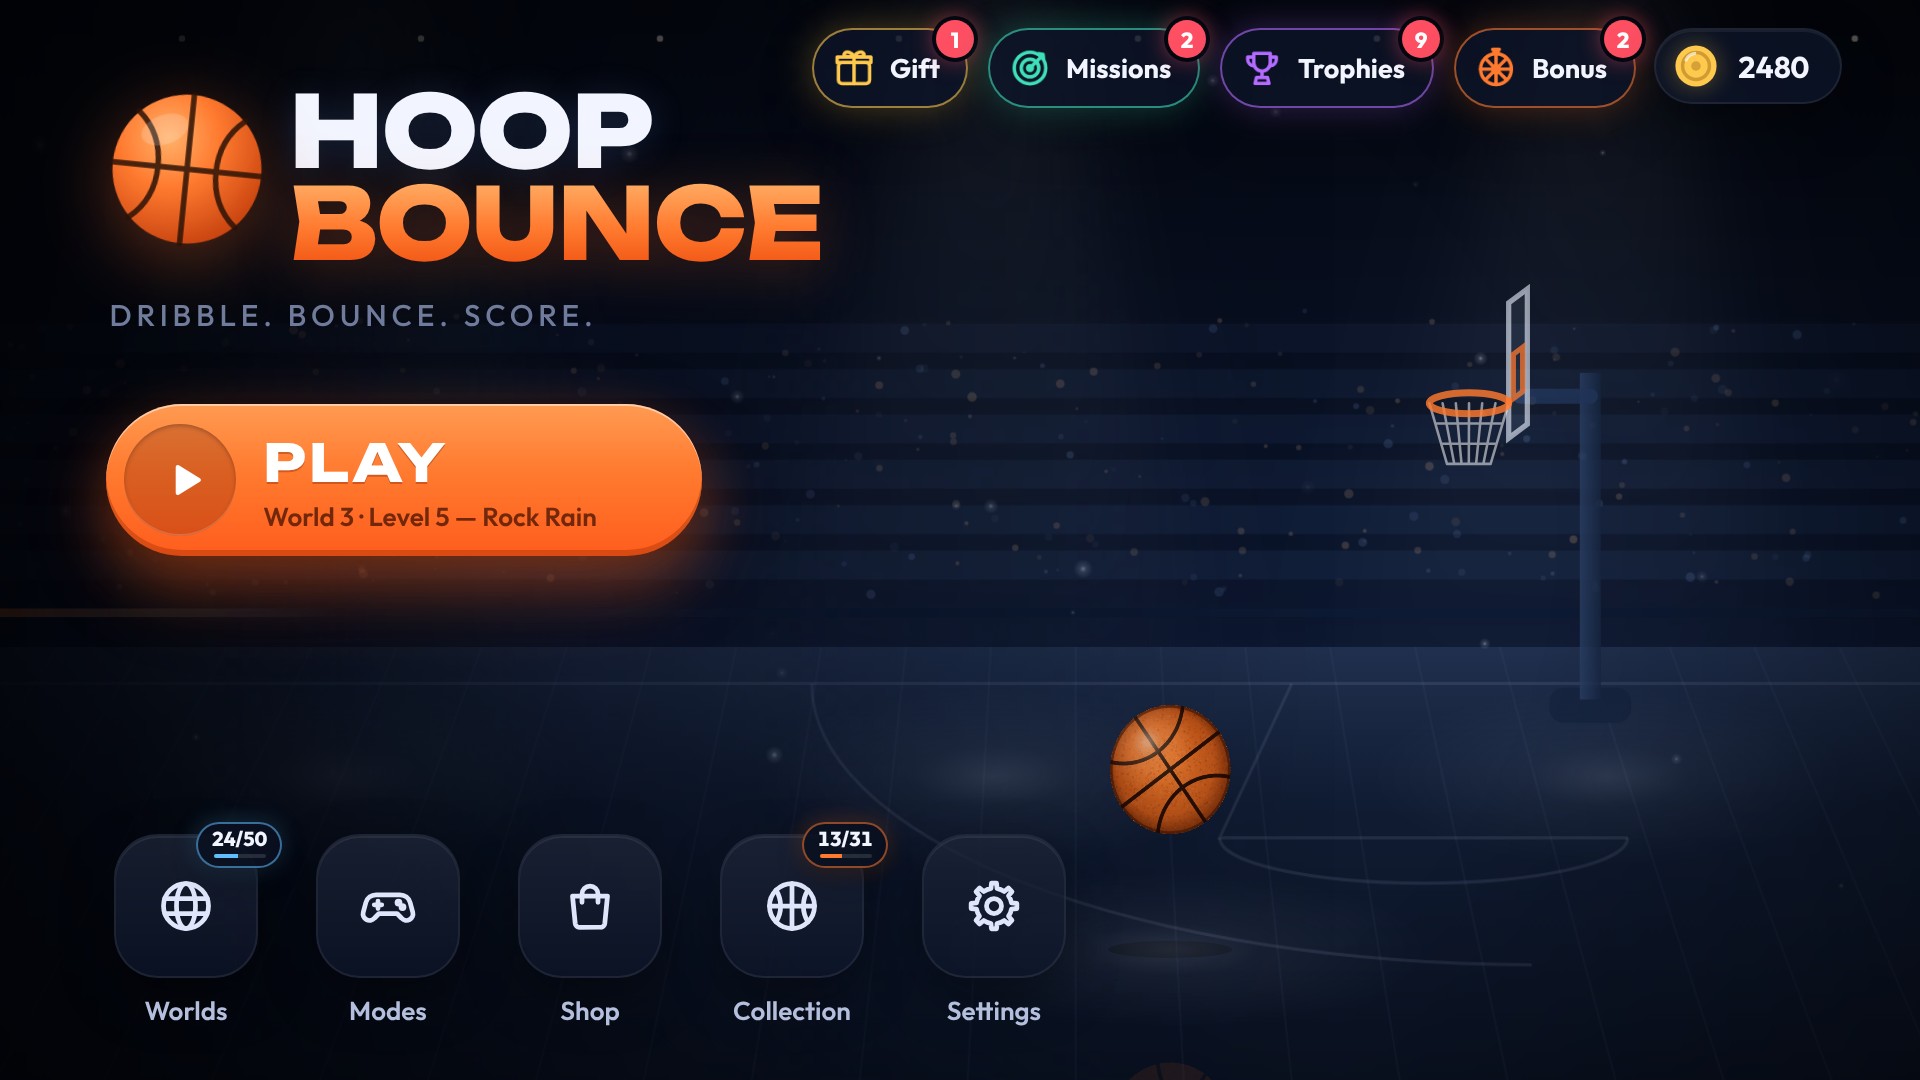 Gift
1
Missions
2
Trophies
9
Bonus
2
2480
HOOP
BOUNCE
DRIBBLE. BOUNCE. SCORE.
PLAY
World 3 · Level 5 — Rock Rain
24/50
13/31
Worlds
Modes
Shop
Collection
Settings